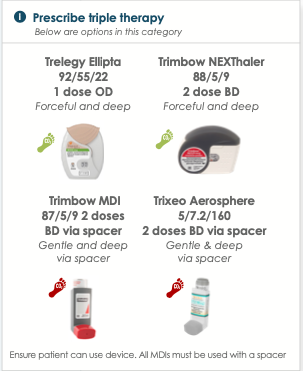 Prescribe triple therapy
Below are options in this category
Trelegy Ellipta
92/55/22
1 dose OD
Forceful and deep
Trimbow NEXThaler
88/5/9
2 dose BD
Forceful and deep
Trimbow MDI
87/5/9 2 doses
BD via spacer
Gentle and deep
via spacer
Trixeo Aerosphere
5/7.2/160
2 doses BD via spacer
Gentle & deep
via spacer
Ensure patient can use device. All MDIs must be used with a spacer